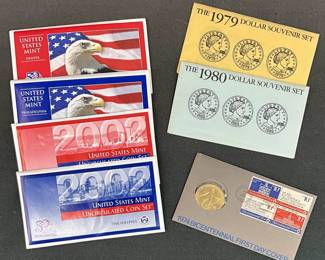 UNITED STATES
MINT
DENVER
UNITED STATES
MINT
PHILADELPHIA
2002
UNITED STATES MINT
UNCIRCULATED COIN SET
2002
UNITED STATES MINT
UNCIRCULATED COIN SET
PHILADELPHIA
THE 1979 DOLLAR SOUVENIR SET
THE 1980 DOLLAR SOUVENIR SET
1976 BICENTENNIAL FIRST DAY COVER